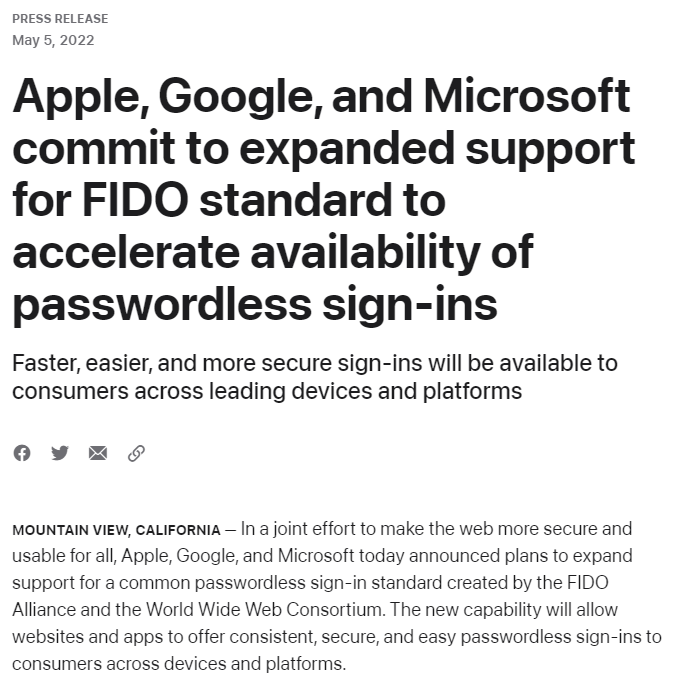 PRESS RELEASE
May 5, 2022
Apple, Google, and Microsoft
commit to expanded support
for FIDO standard to
accelerate availability of
passwordless sign-ins
Faster, easier, and more secure sign-ins will be available to
consumers across leading devices and platforms
MOUNTAIN VIEW, CALIFORNIA — In a joint effort to make the web more secure and
usable for all, Apple, Google, and Microsoft today announced plans to expand
support for a common passwordless sign-in standard created by the FIDO
Alliance and the World Wide Web Consortium. The new capability will allow
websites and apps to offer consistent, secure, and easy passwordless sign-ins to
consumers across devices and platforms.